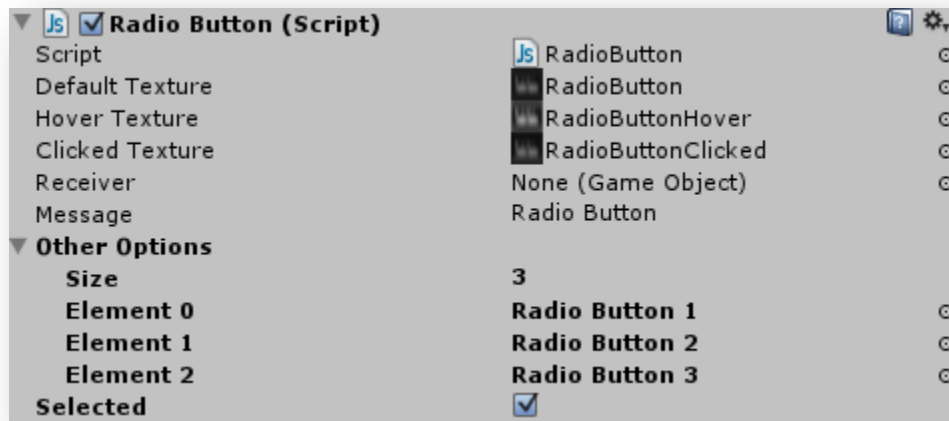 Js Radio Button (Script) ?
Script Js RadioButton
Default Texture RadioButton
Hover Texture RadioButtonHover
Clicked Texture RadioButtonClicked
Receiver None (Game Object)
Message Radio Button
Other Options
Size 3
Element 0 Radio Button 1
Element 1 Radio Button 2
Element 2 Radio Button 3
Selected